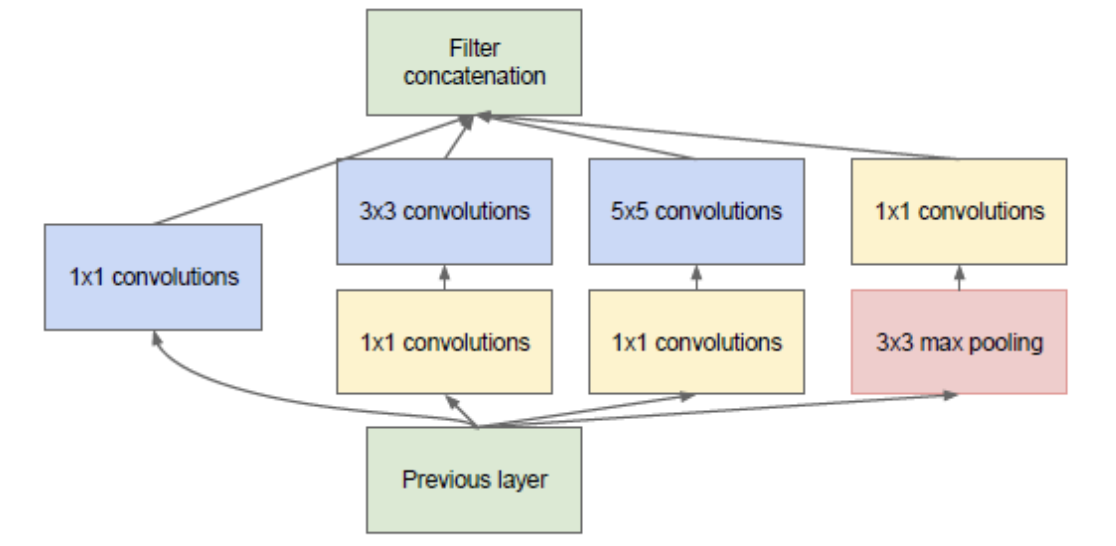 Filter
concatenation
3x3 convolutions
5x5 convolutions
1x1 convolutions
1x1 convolutions
1x1 convolutions
1x1 convolutions
3x3 max pooling
Previous layer